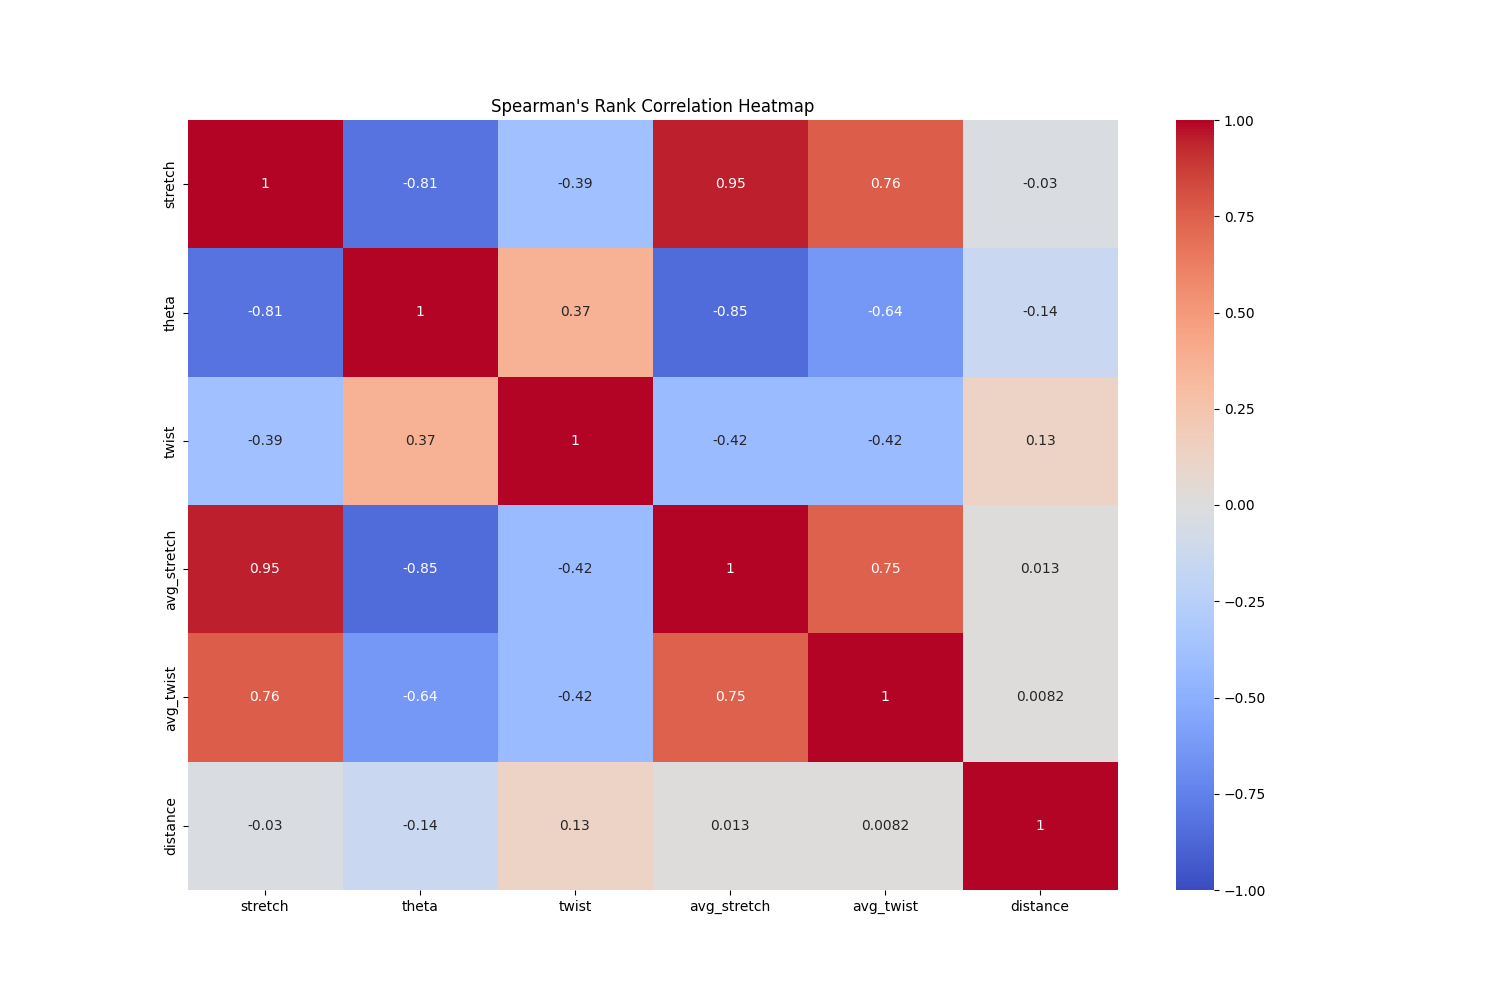 Spearman's Rank Correlation Heatmap
stretch 1 -0.81 -0.39 0.95 0.76 -0.03
theta -0.81 1 0.37 -0.85 -0.64 -0.14
twist -0.39 0.37 1 -0.42 -0.42 0.13
avg_stretch 0.95 -0.85 -0.42 1 0.75 0.013
avg_twist 0.76 -0.64 -0.42 0.75 1 0.0082
distance -0.03 -0.14 0.13 0.013 0.0082 1
stretch theta twist avg_stretch avg_twist distance
1.00
0.75
0.50
0.25
0.00
−0.25
−0.50
−0.75
−1.00